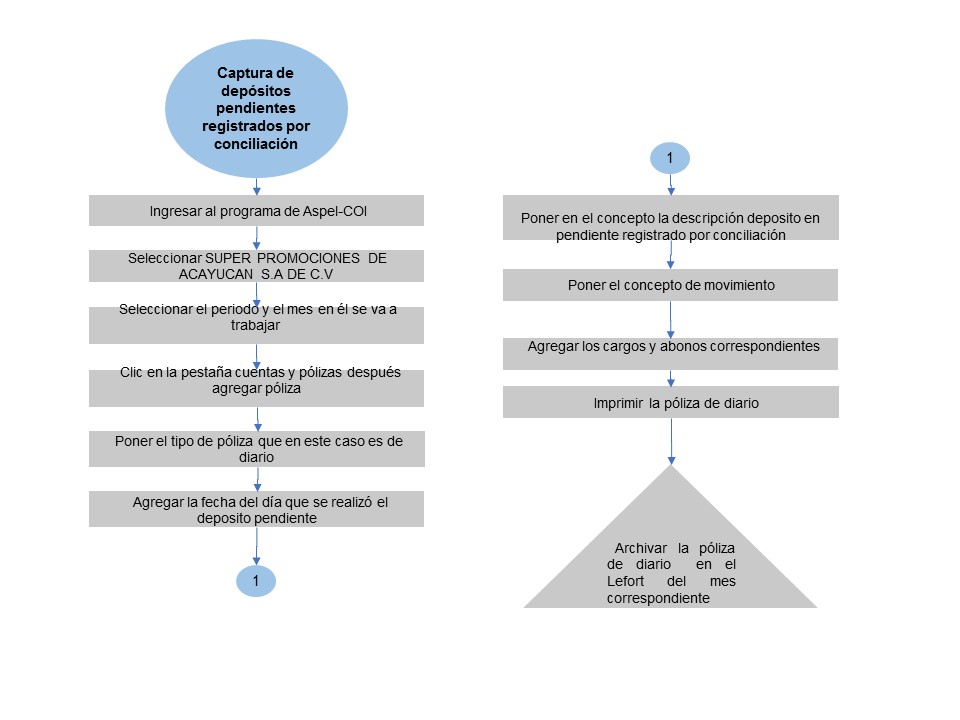 Captura de
depósitos
pendientes
registrados por
conciliación
Ingresar al programa de Aspel-COI
Seleccionar SUPER PROMOCIONES DE
ACAYUCAN S.A DE C.V
Seleccionar el periodo y el mes en él se va a
trabajar
Clic en la pestaña cuentas y pólizas después
agregar póliza
Poner el tipo de póliza que en este caso es de
diario
Agregar la fecha del día que se realizó el
deposito pendiente
1
1
Poner en el concepto la descripción deposito en
pendiente registrado por conciliación
Poner el concepto de movimiento
Agregar los cargos y abonos correspondientes
Imprimir la póliza de diario
Archivar la póliza
de diario en el
Lefort del mes
correspondiente